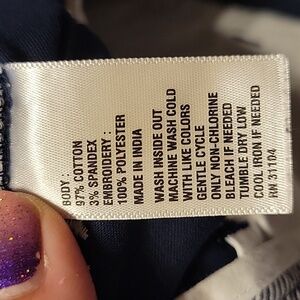 BODY :
97% COTTON
3% SPANDEX
EMBROIDERY :
100% POLYESTER
MADE IN INDIA
WASH INSIDE OUT
MACHINE WASH COLD
WITH LIKE COLORS
GENTLE CYCLE
ONLY NON-CHLORINE
BLEACH IF NEEDED
TUMBLE DRY LOW
COOL IRON IF NEEDED
RN 31104